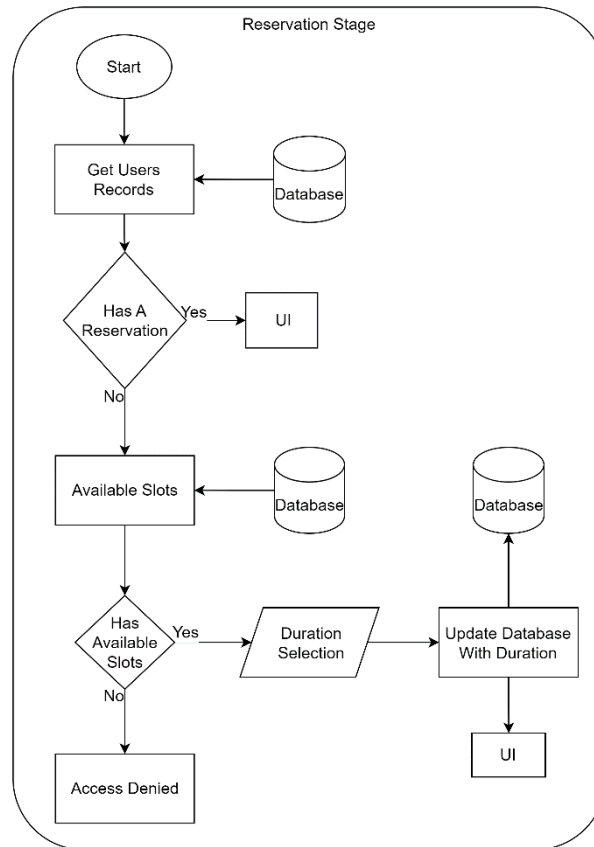 Reservation Stage
Start
Get Users
Records
Database
Has A
Reservation
Yes
UI
No
Available Slots
Database
Database
Has
Available
Slots
Yes
Duration
Selection
Update Database
With Duration
No
UI
Access Denied